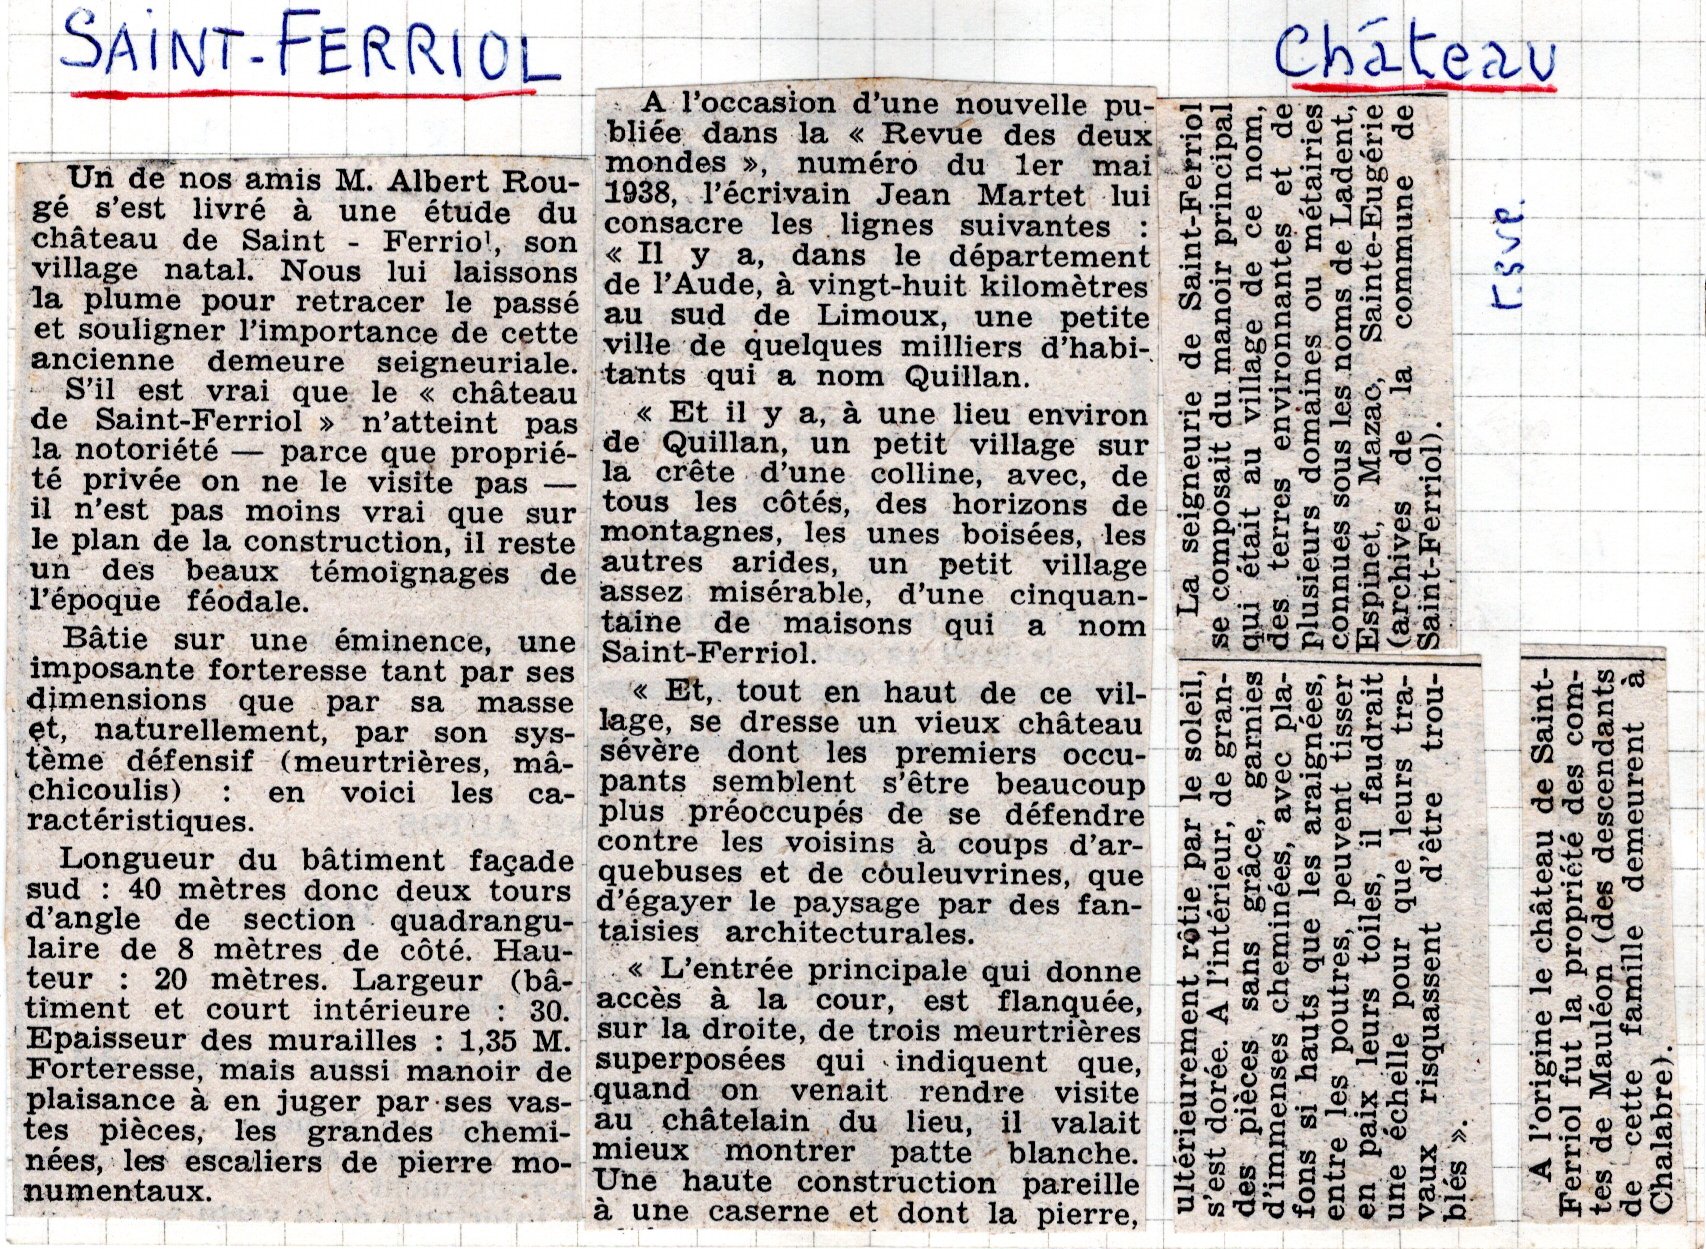 SAINT-FERRIOL
Château
Un de nos amis M. Albert Rou-
gé s'est livré à une étude du
château de Saint - Ferriol, son
village natal. Nous lui laissons
la plume pour retracer le passé
et souligner l'importance de cette
ancienne demeure seigneuriale.
S'il est vrai que le « château
de Saint-Ferriol » n'atteint pas
la notoriété — parce que proprié-
té privée on ne le visite pas —
il n'est pas moins vrai que sur
le plan de la construction, il reste
un des beaux témoignages de
l'époque féodale.
Bâtie sur une éminence, une
imposante forteresse tant par ses
dimensions que par sa masse
et, naturellement, par son sys-
tème défensif (meurtrières, mâ-
chicoulis) : en voici les ca-
ractéristiques.
Longueur du bâtiment façade
sud : 40 mètres donc deux tours
d'angle de section quadrangu-
laire de 8 mètres de côté. Hau-
teur : 20 mètres. Largeur (bâ-
timent et court intérieure : 30.
Epaisseur des murailles : 1,35 M.
Forteresse, mais aussi manoir de
plaisance à en juger par ses vas-
tes pièces, les grandes chemi-
nées, les escaliers de pierre mo-
numentaux.
A l'occasion d'une nouvelle pu-
bliée dans la « Revue des deux
mondes », numéro du 1er mai
1938, l'écrivain Jean Martet lui
consacre les lignes suivantes :
« Il y a, dans le département
de l'Aude, à vingt-huit kilomètres
au sud de Limoux, une petite
ville de quelques milliers d'habi-
tants qui a nom Quillan.
« Et il y a, à une lieu environ
de Quillan, un petit village sur
la crête d'une colline, avec, de
tous les côtés, des horizons de
montagnes, les unes boisées, les
autres arides, un petit village
assez misérable, d'une cinquan-
taine de maisons qui a nom
Saint-Ferriol.
« Et, tout en haut de ce vil-
lage, se dresse un vieux château
sévère dont les premiers occu-
pants semblent s'être beaucoup
plus préoccupés de se défendre
contre les voisins à coups d'ar-
quebuses et de couleuvrines, que
d'égayer le paysage par des fan-
taisies architecturales.
« L'entrée principale qui donne
accès à la cour, est flanquée,
sur la droite, de trois meurtrières
superposées qui indiquent que,
quand on venait rendre visite
au châtelain du lieu, il valait
mieux montrer patte blanche.
Une haute construction pareille
à une caserne et dont la pierre,
ultérieurement rôtie par le soleil,
s'est dorée. A l'intérieur, de gran-
des pièces sans grâce, garnies
d'immenses cheminées, avec pla-
fons si hauts que les araignées,
entre les poutres, peuvent tisser
en paix leurs toiles, il faudrait
une échelle pour que leurs tra-
vaux risquassent d'être trou-
blés ».
A l'origine le château de Saint-
Ferriol fut la propriété des com-
tes de Mauléon (des descendants
de cette famille demeurent à
Chalabre).
La seigneurie de Saint-Ferriol
se composait du manoir principal
qui était au village de ce nom,
des terres environnantes et de
plusieurs domaines ou métairies
connues sous les noms de Ladent,
Espinet, Mazac, Sainte-Eugérie
(archives de la commune de
Saint-Ferriol).
r.svp.